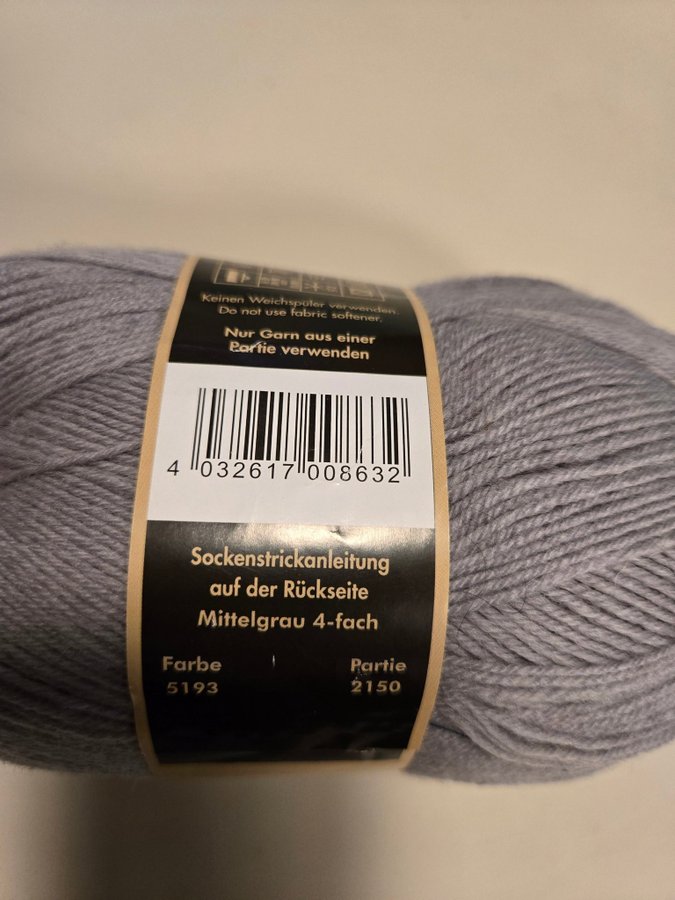 Keinen Weichspüler verwenden.
Do not use fabric softener.
Nur Garn aus einer
Partie verwenden
4 032617 008632
Sockenstrickanleitung
auf der Rückseite
Mittelgrau 4-fach
Farbe Partie
5193 2150